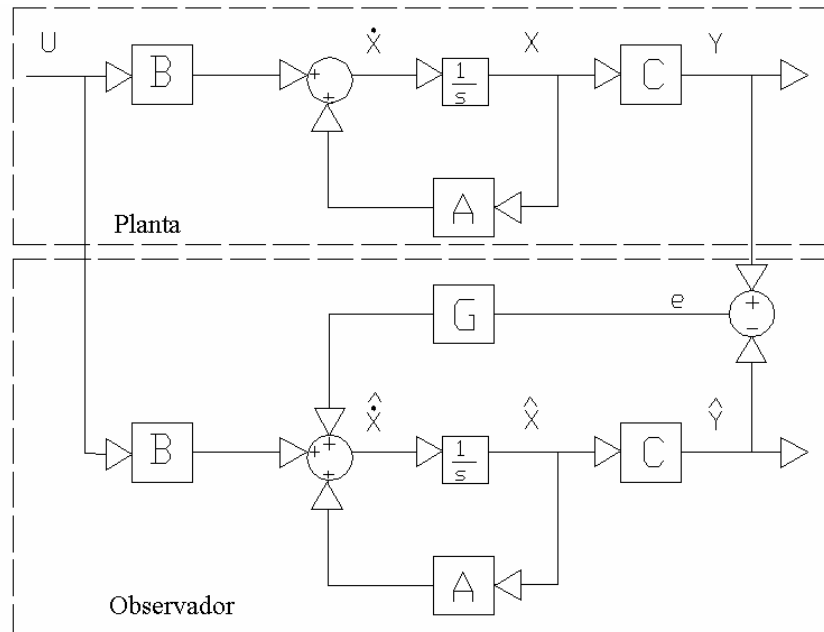 U Ẋ X Y
B + + 1/s C
A
Planta
G e + -
Ẋ̂ X̂ Ŷ
B + + + 1/s C
A
Observador